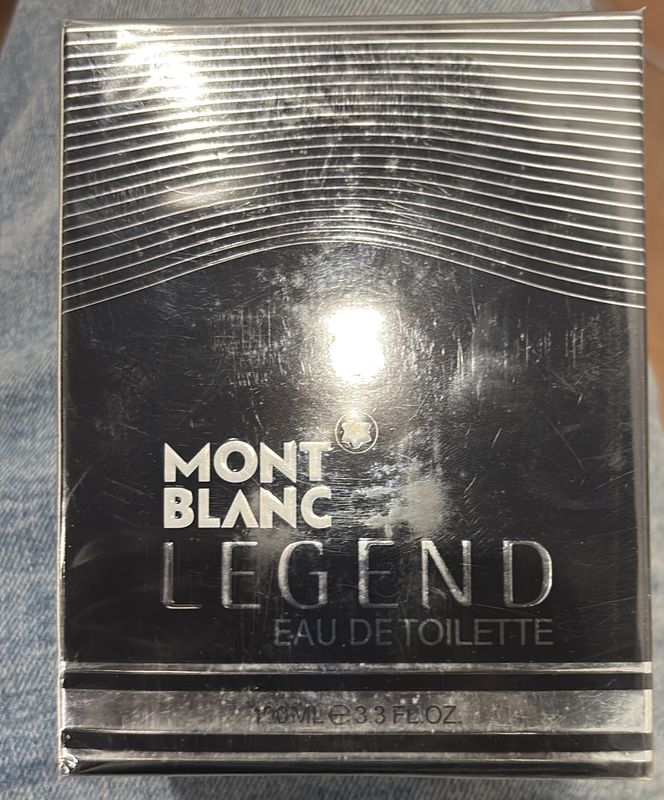 MONT
BLANC
LEGEND
EAU DE TOILETTE
100ML ℮ 3.3 FL.OZ.